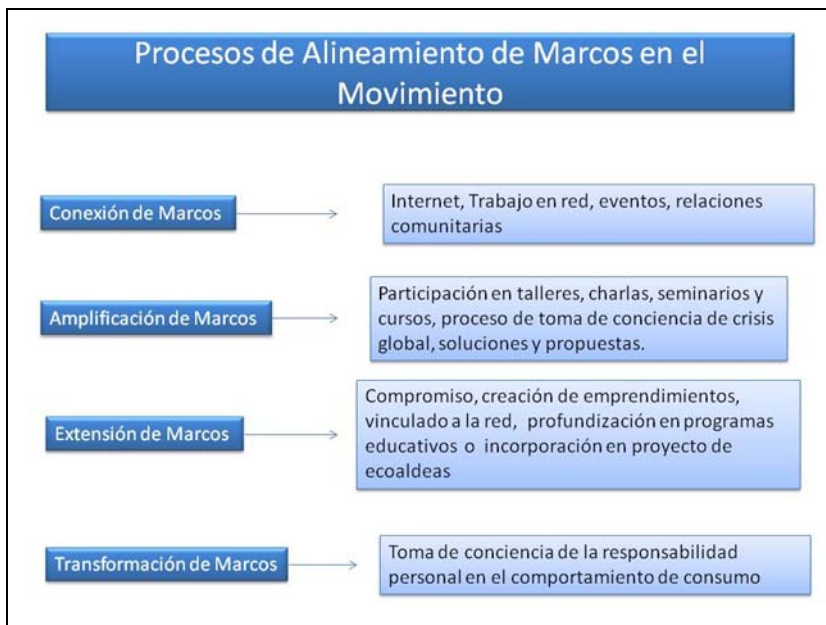 Procesos de Alineamiento de Marcos en el
Movimiento
Conexión de Marcos
Internet, Trabajo en red, eventos, relaciones
comunitarias
Amplificación de Marcos
Participación en talleres, charlas, seminarios y
cursos, proceso de toma de conciencia de crisis
global, soluciones y propuestas.
Extensión de Marcos
Compromiso, creación de emprendimientos,
vinculado a la red, profundización en programas
educativos o incorporación en proyecto de
ecoaldeas
Transformación de Marcos
Toma de conciencia de la responsabilidad
personal en el comportamiento de consumo